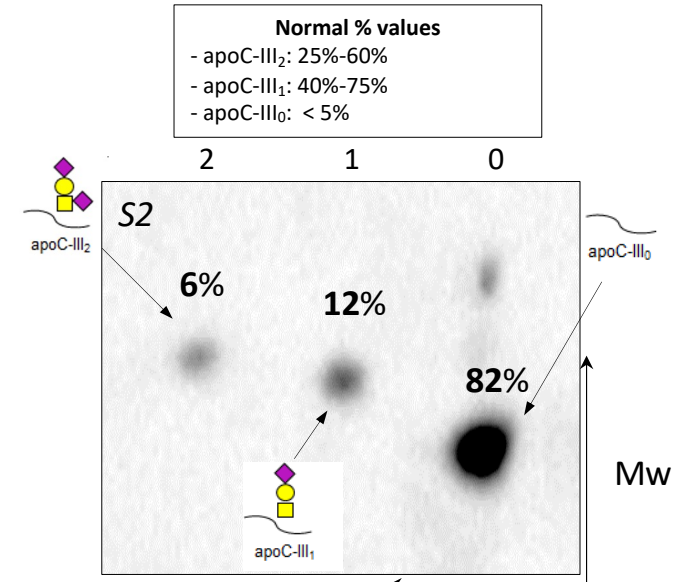 Normal % values
- apoC-III₂: 25%-60%
- apoC-III₁: 40%-75%
- apoC-III₀: < 5%
2 1 0
S2
apoC-III₂
apoC-III₀
6%
12%
82%
Mw
apoC-III₁